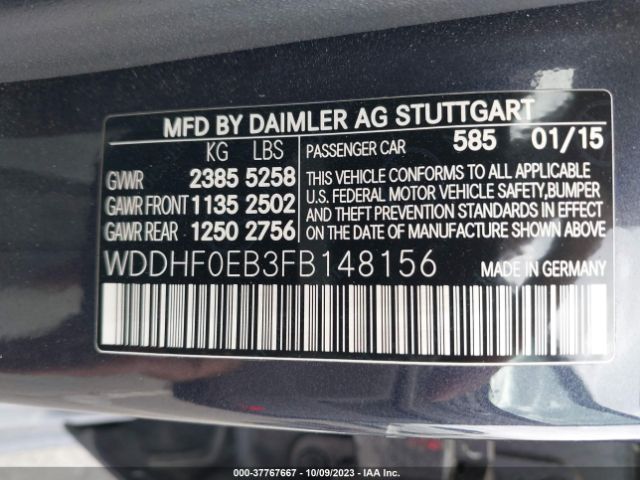 MFD BY DAIMLER AG STUTTGART
KG LBS PASSENGER CAR 585 01/15
GVWR 2385 5258
GAWR FRONT 1135 2502
GAWR REAR 1250 2756
THIS VEHICLE CONFORMS TO ALL APPLICABLE
U.S. FEDERAL MOTOR VEHICLE SAFETY,BUMPER
AND THEFT PREVENTION STANDARDS IN EFFECT
ON THE DATE OF MANUFACTURE SHOWN ABOVE
WDDHF0EB3FB148156 MADE IN GERMANY
000-37767667 - 10/09/2023 - IAA Inc.